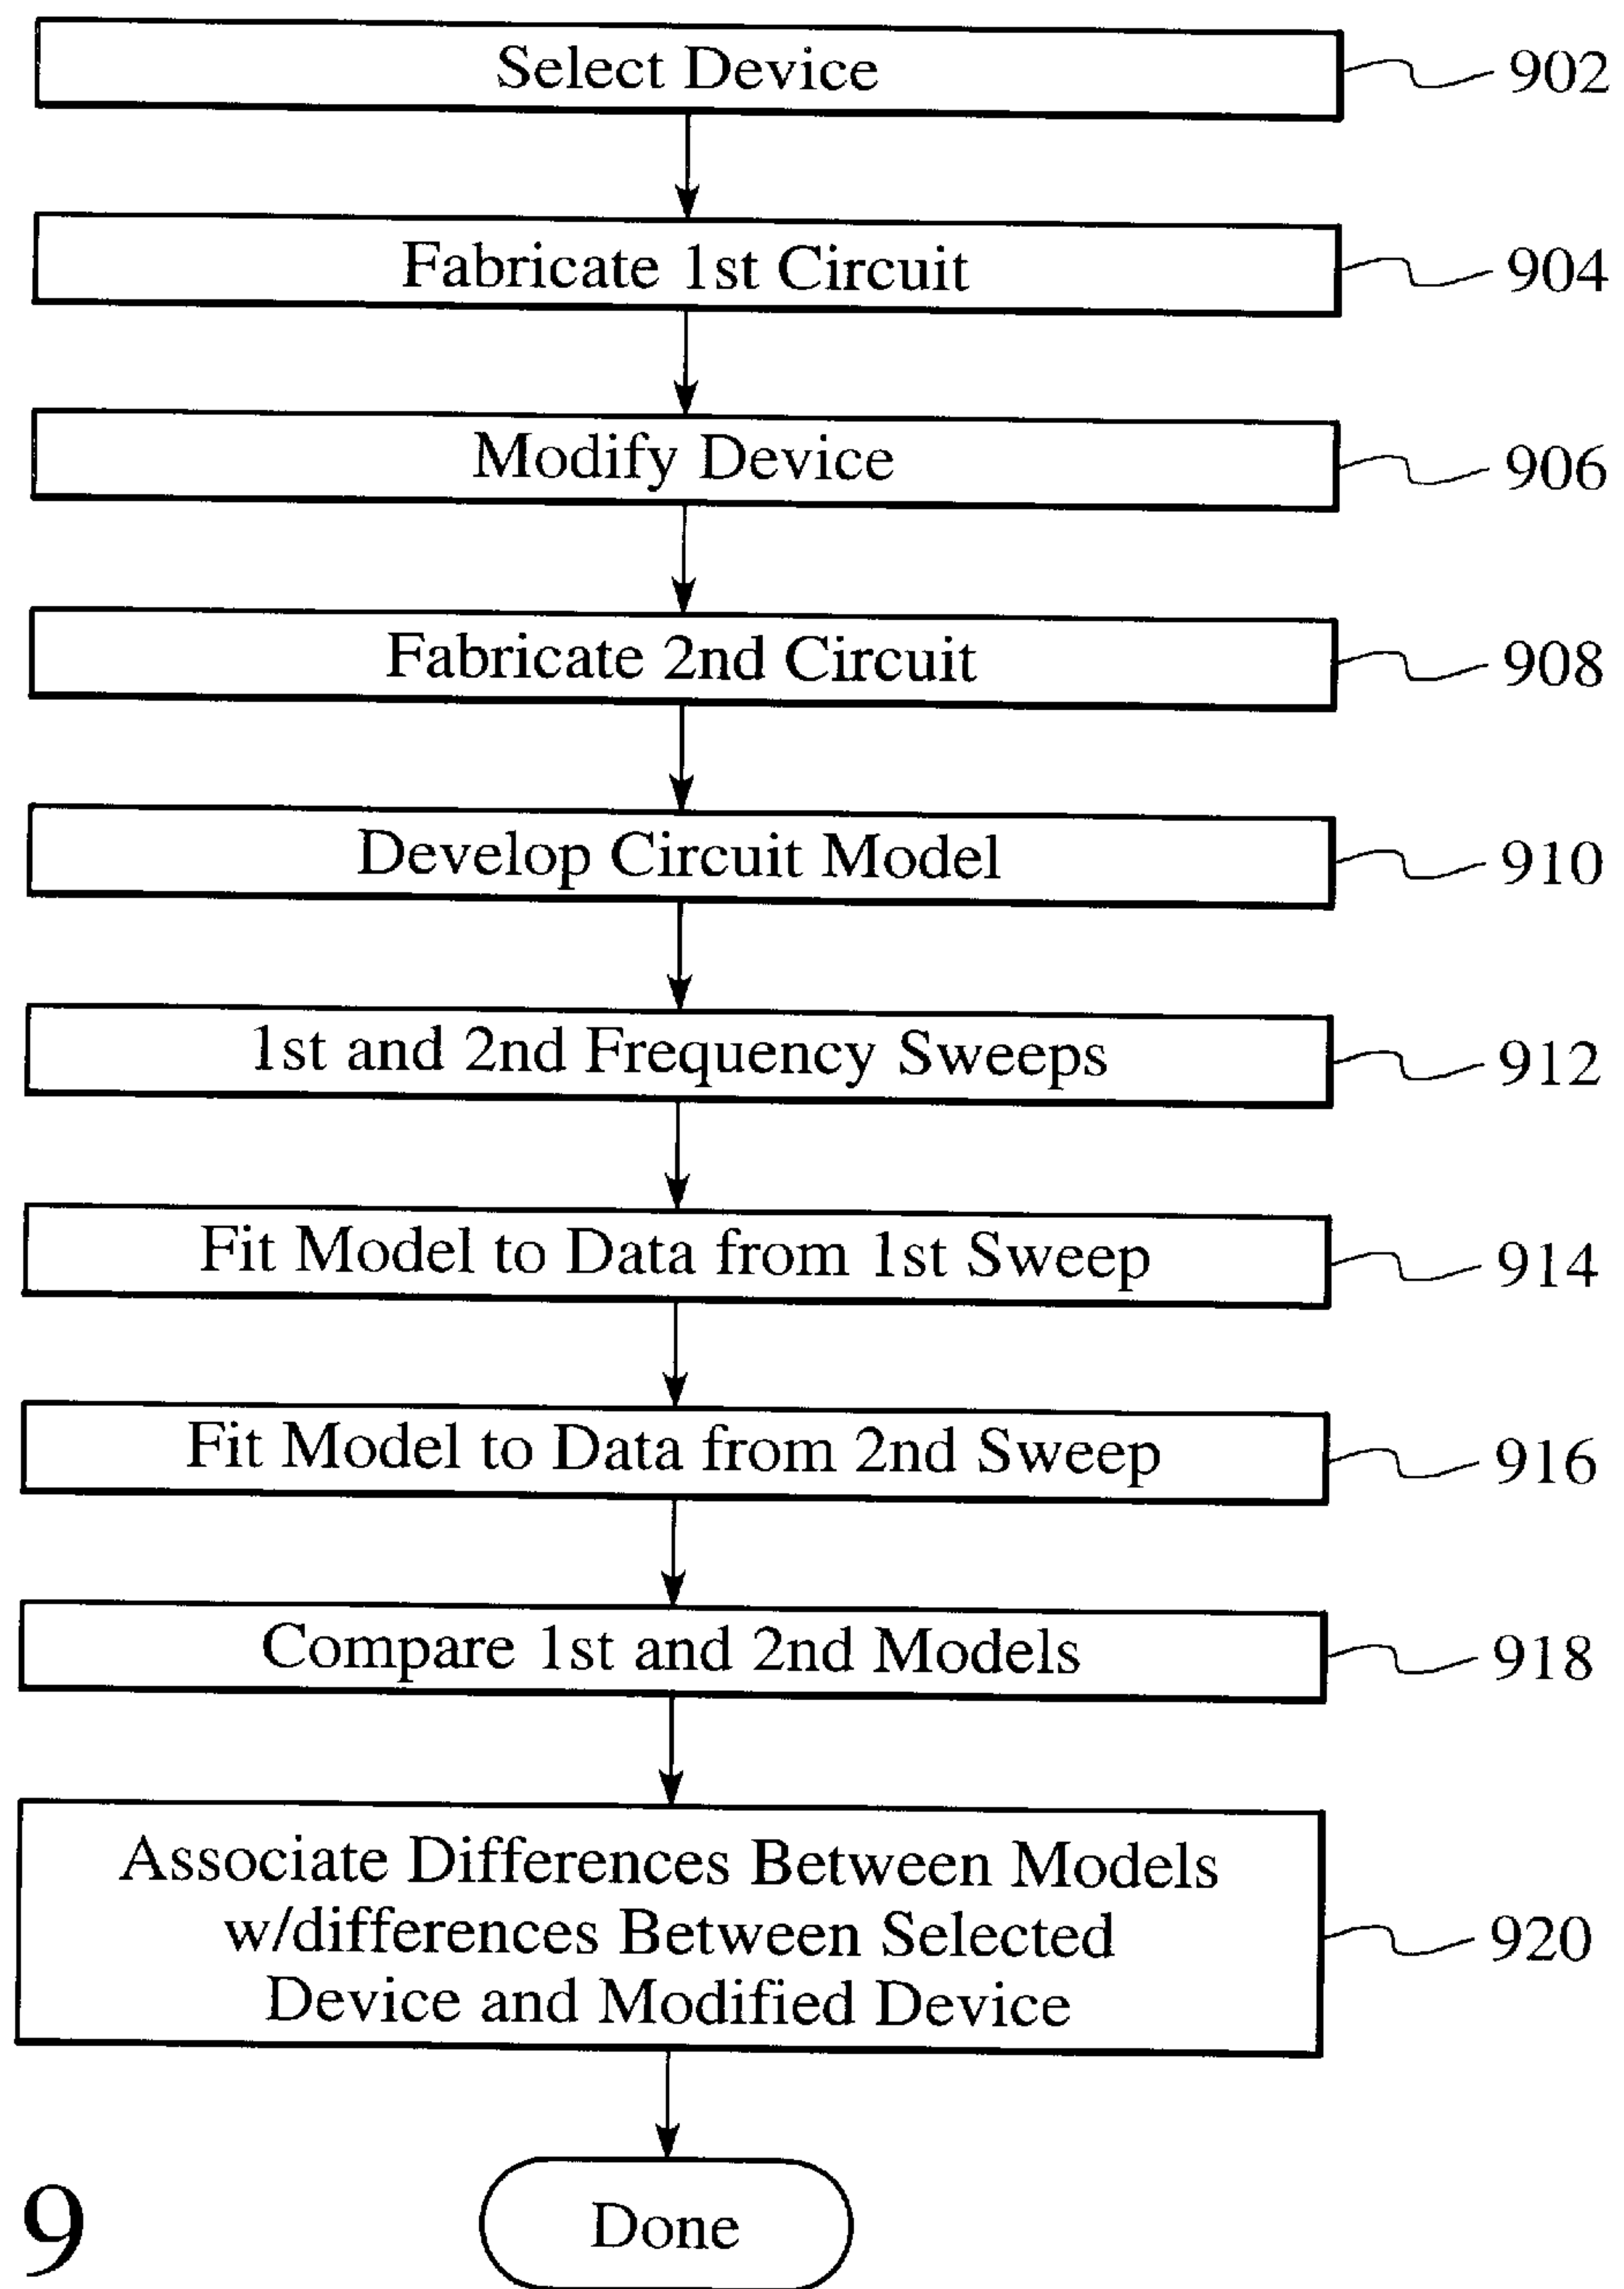 Select Device
902
Fabricate 1st Circuit
904
Modify Device
906
Fabricate 2nd Circuit
908
Develop Circuit Model
910
1st and 2nd Frequency Sweeps
912
Fit Model to Data from 1st Sweep
914
Fit Model to Data from 2nd Sweep
916
Compare 1st and 2nd Models
918
Associate Differences Between Models
w/differences Between Selected
Device and Modified Device
920
Done
9